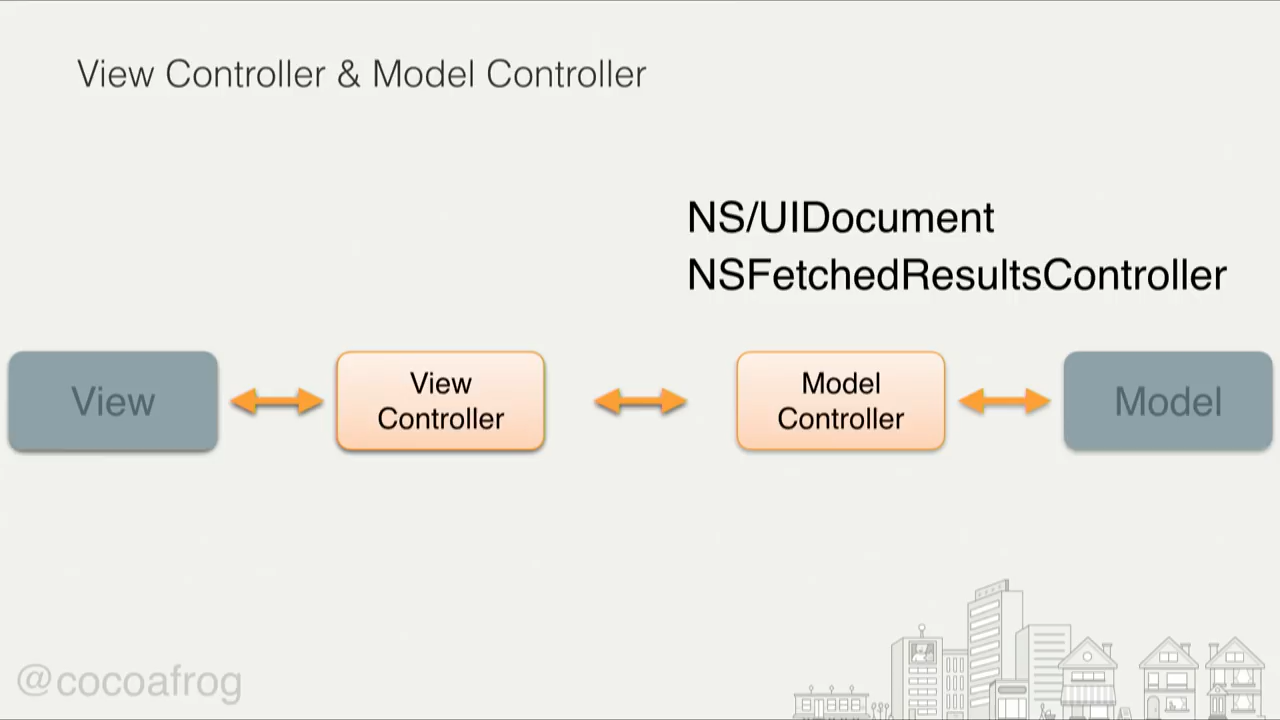 View Controller & Model Controller
NS/UIDocument
NSFetchedResultsController
View
View
Controller
Model
Controller
Model
@cocoafrog